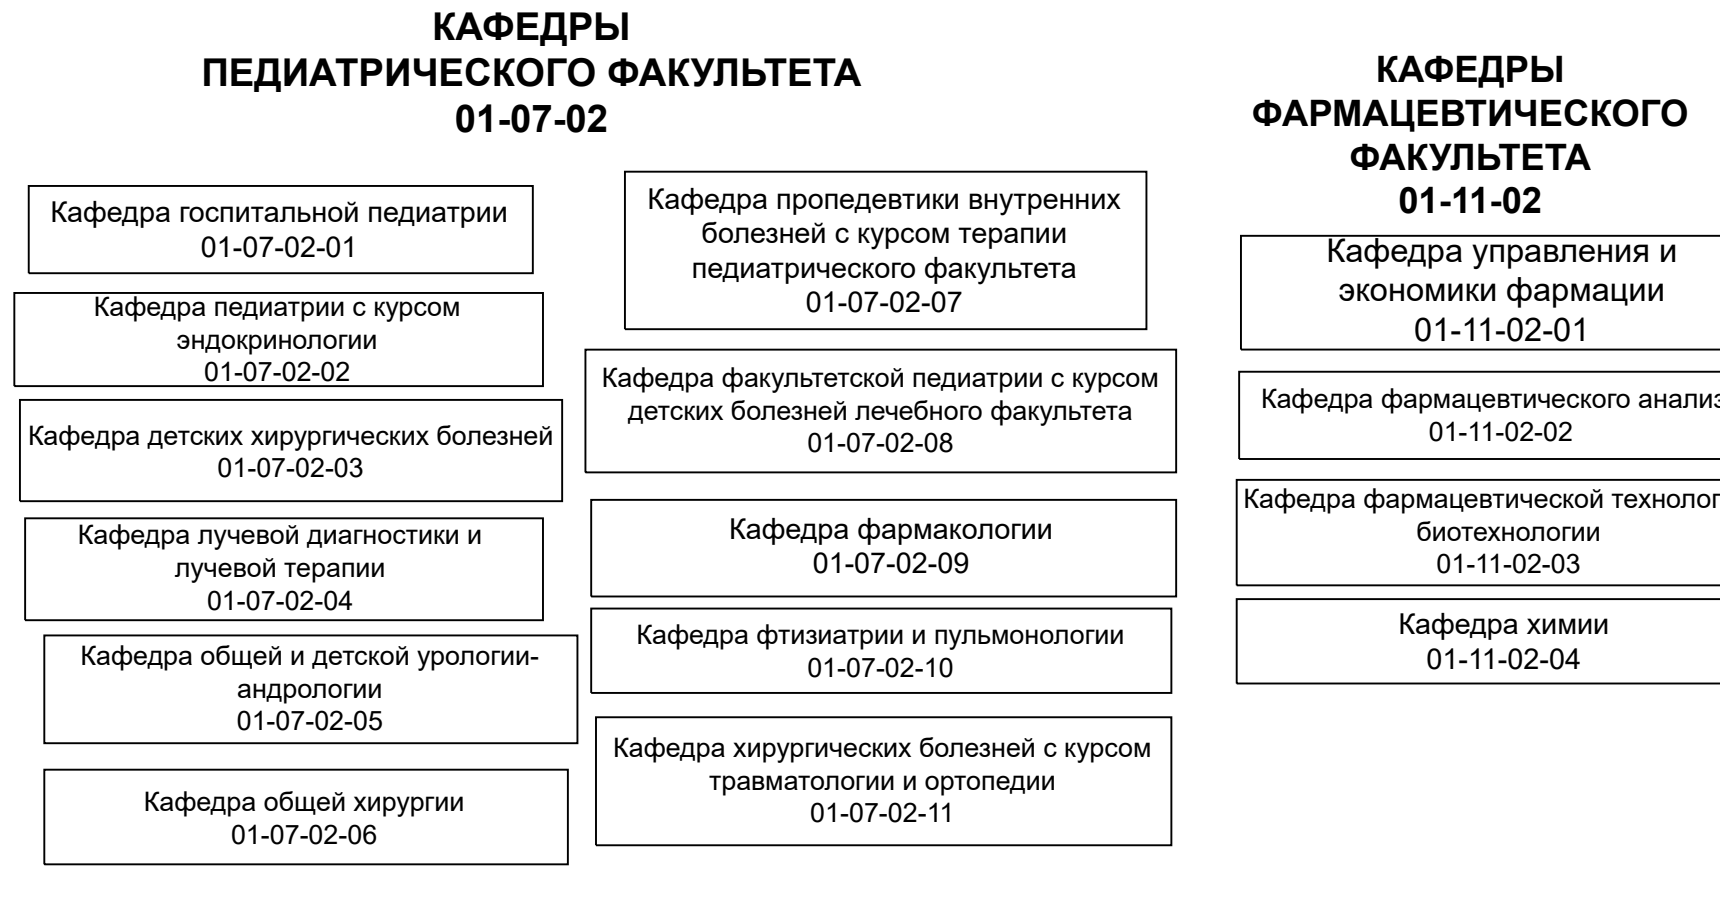 КАФЕДРЫ
ПЕДИАТРИЧЕСКОГО ФАКУЛЬТЕТА
01-07-02
Кафедра госпитальной педиатрии
01-07-02-01
Кафедра педиатрии с курсом
эндокринологии
01-07-02-02
Кафедра детских хирургических болезней
01-07-02-03
Кафедра лучевой диагностики и
лучевой терапии
01-07-02-04
Кафедра общей и детской урологии-
андрологии
01-07-02-05
Кафедра общей хирургии
01-07-02-06
Кафедра пропедевтики внутренних
болезней с курсом терапии
педиатрического факультета
01-07-02-07
Кафедра факультетской педиатрии с курсом
детских болезней лечебного факультета
01-07-02-08
Кафедра фармакологии
01-07-02-09
Кафедра фтизиатрии и пульмонологии
01-07-02-10
Кафедра хирургических болезней с курсом
травматологии и ортопедии
01-07-02-11
КАФЕДРЫ
ФАРМАЦЕВТИЧЕСКОГО
ФАКУЛЬТЕТА
01-11-02
Кафедра управления и
экономики фармации
01-11-02-01
Кафедра фармацевтического
01-11-02-02
Кафедра фармацевтической
биотехнологии
01-11-02-03
Кафедра химии
01-11-02-04